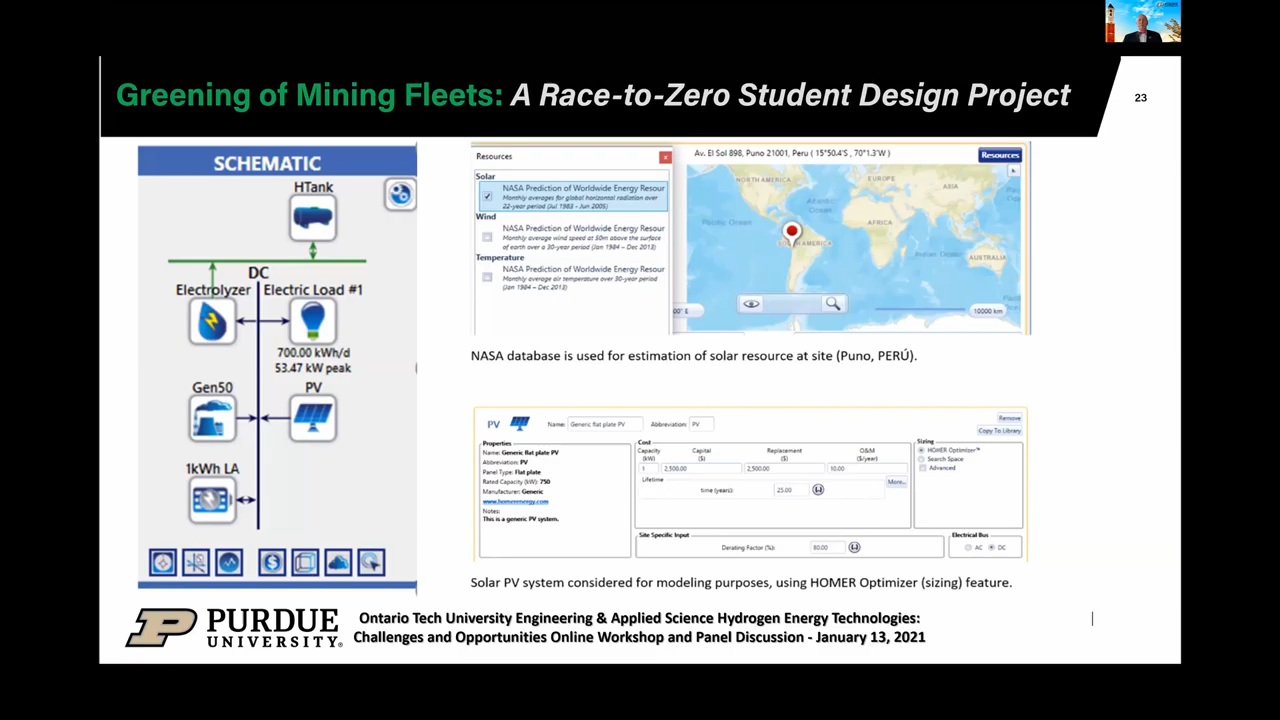 Greening of Mining Fleets: A Race-to-Zero Student Design Project
23
SCHEMATIC
HTank
DC
Electrolyzer
Electric Load #1
700.00 kWh/d
53.47 kW peak
Gen50
PV
1kWh LA
Resources
Solar
NASA Prediction of Worldwide Energy Resour
Monthly averages for global horizontal radiation over
22-year period (Jul 1983 - Jun 2005)
Wind
NASA Prediction of Worldwide Energy Resour
Monthly average wind speed at 50m above the surface
of earth over a 30-year period (Jan 1984 - Dec 2013)
Temperature
NASA Prediction of Worldwide Energy Resour
Monthly average air temperature over 30-year period
(Jan 1984 - Dec 2013)
Av. El Sol 898, Puno 21001, Peru ( 15°50.4'S , 70°1.3'W )
Resources
NORTH AMERICA
EUROPE
ASIA
Atlantic
Ocean
Pacific Ocean
AFRICA
SOUTH AMERICA
Indian Ocean
AUSTRALIA
10000 km
NASA database is used for estimation of solar resource at site (Puno, PERÚ).
PV
Name: Generic flat plate PV
Abbreviation: PV
Remove
Copy To Library
Properties
Name: Generic flat plate PV
Abbreviation: PV
Panel Type: Flat plate
Rated Capacity (kW): 750
Manufacturer: Generic
www.homerenergy.com
Notes:
This is a generic PV system.
Cost
Capacity (kW) Capital ($) Replacement ($) O&M ($/year)
1 2,500.00 2,500.00 10.00
Lifetime
time (years): 25.00
More...
Sizing
HOMER Optimizer™
Search Space
Advanced
Site Specific Input
Derating Factor (%): 80.00
Electrical Bus
AC DC
Solar PV system considered for modeling purposes, using HOMER Optimizer (sizing) feature.
PURDUE
UNIVERSITY®
Ontario Tech University Engineering & Applied Science Hydrogen Energy Technologies:
Challenges and Opportunities Online Workshop and Panel Discussion - January 13, 2021